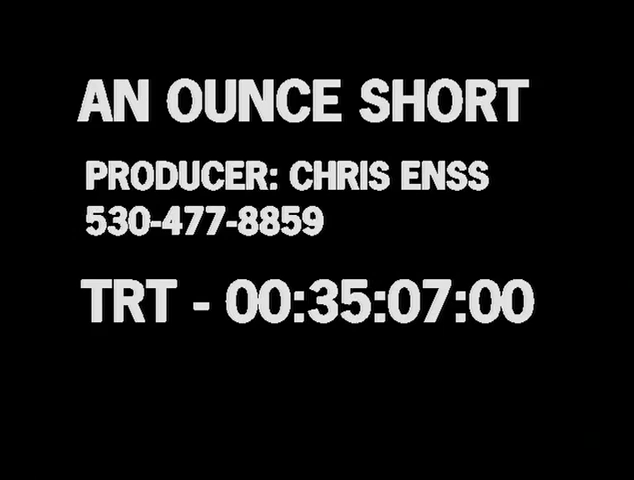 AN OUNCE SHORT
PRODUCER: CHRIS ENSS
530-477-8859
TRT - 00:35:07:00